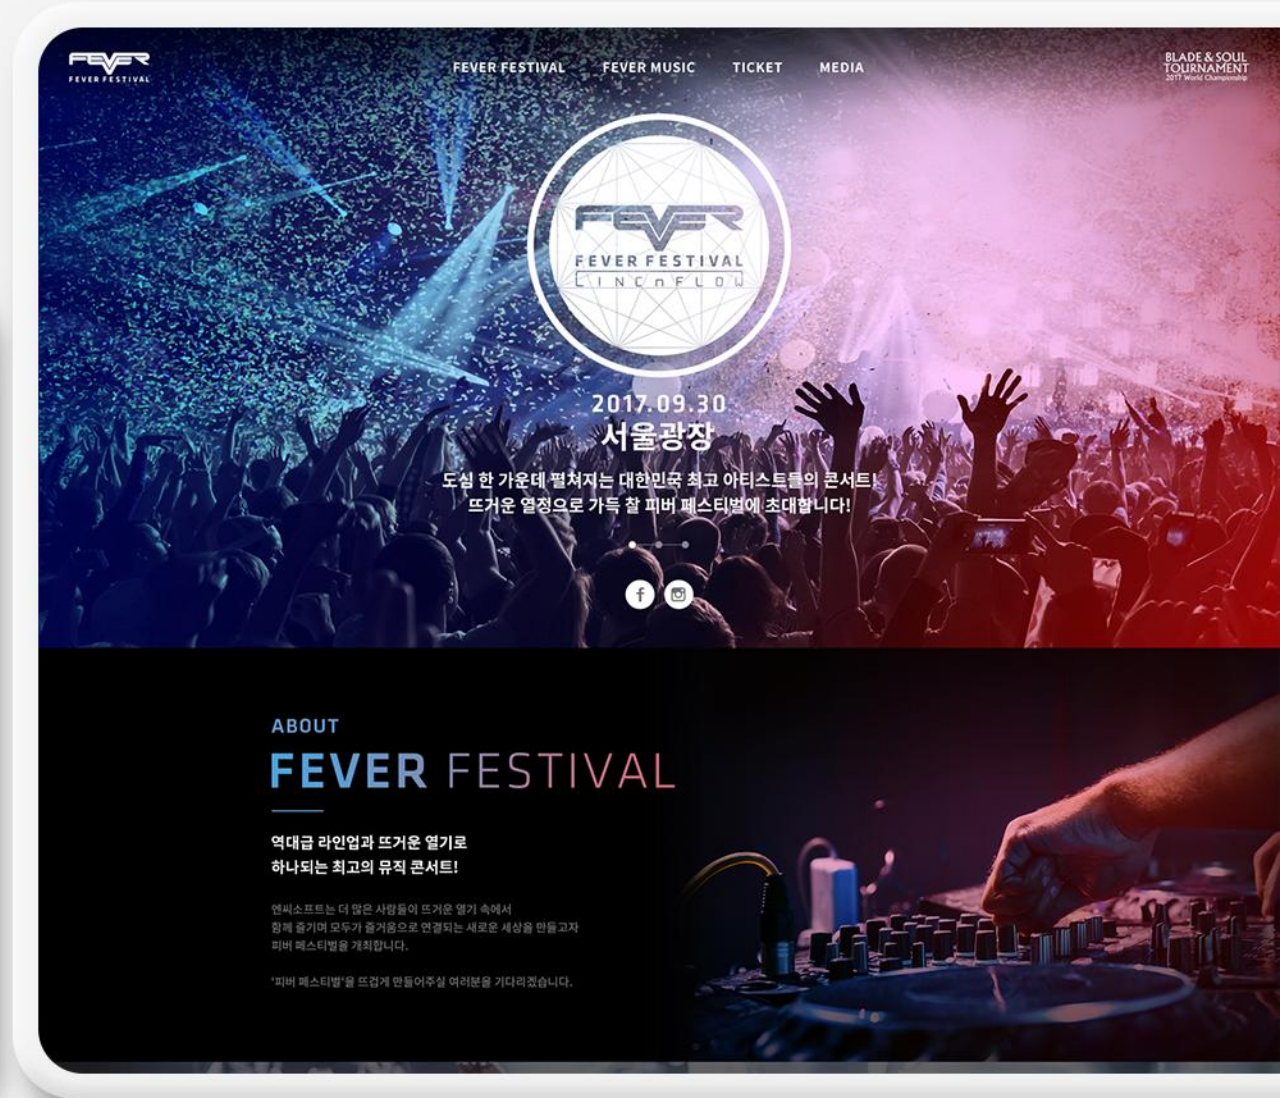 FEVER
FEVER FESTIVAL
FEVER FESTIVAL
FEVER MUSIC
TICKET
MEDIA
BLADE & SOUL
TOURNAMENT
2017 World Championship
FEVER
FEVER FESTIVAL
LINCnFLOW
2017.09.30
서울광장
도심 한 가운데 펼쳐지는 대한민국 최고 아티스트들의 콘서트!
뜨거운 열정으로 가득 찰 피버 페스티벌에 초대합니다!
f
ABOUT
FEVER FESTIVAL
역대급 라인업과 뜨거운 열기로
하나되는 최고의 뮤직 콘서트!
엔씨소프트는 더 많은 사람들이 뜨거운 열기 속에서
함께 즐기며 모두가 즐거움으로 연결되는 새로운 세상을 만들고자
피버 페스티벌을 개최합니다.
'피버 페스티벌'을 뜨겁게 만들어주실 여러분을 기다리겠습니다.